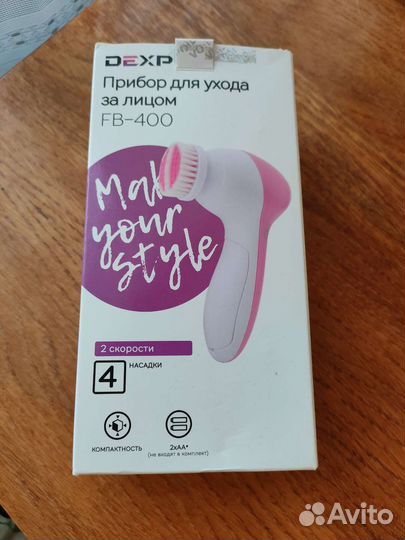 DEXP
Прибор для ухода
за лицом
FB-400
Make
your
style
2 скорости
4 НАСАДКИ
КОМПАКТНОСТЬ
2xAA*
(не входят в комплект)
Avito